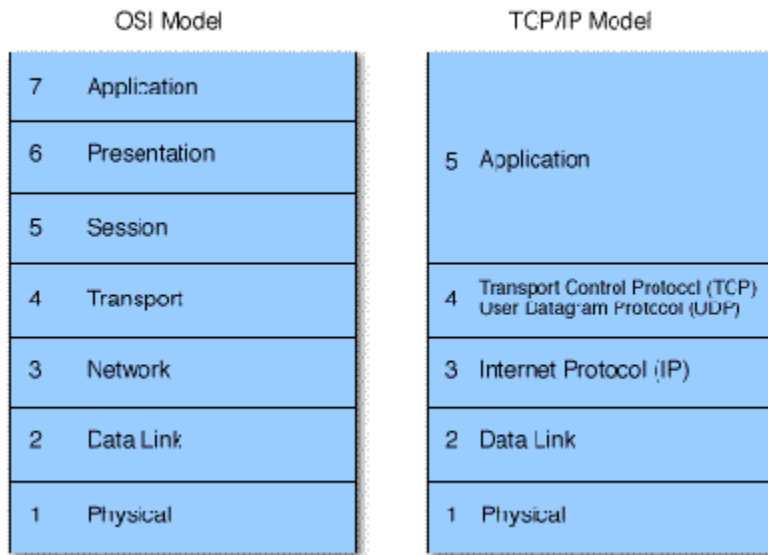 OSI Model
7 Application
6 Presentation
5 Session
4 Transport
3 Network
2 Data Link
1 Physical
TCP/IP Model
5 Application
4 Transport Control Protocol (TCP)
User Datagram Protocol (UDP)
3 Internet Protocol (IP)
2 Data Link
1 Physical